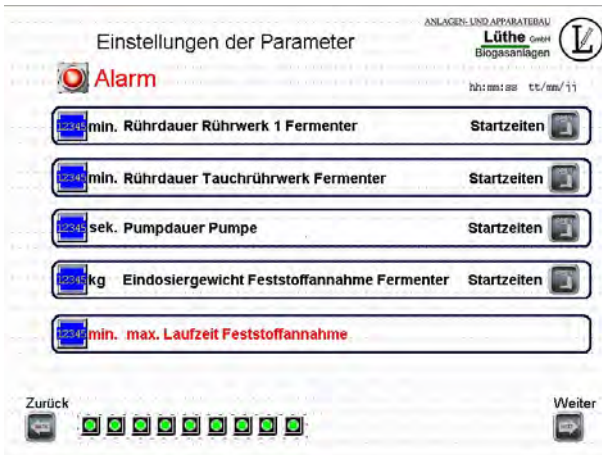 ANLAGEN- UND APPARATEBAU
Einstellungen der Parameter
Lüthe GmbH
Biogasanlagen
Alarm
hh:mm:ss tt/mm/jj
12345 min. Rührdauer Rührwerk 1 Fermenter Startzeiten
12345 min. Rührdauer Tauchrührwerk Fermenter Startzeiten
12345 sek. Pumpdauer Pumpe Startzeiten
12345 kg Eindosiergewicht Feststoffannahme Fermenter Startzeiten
12345 min. max. Laufzeit Feststoffannahme
Zurück Weiter